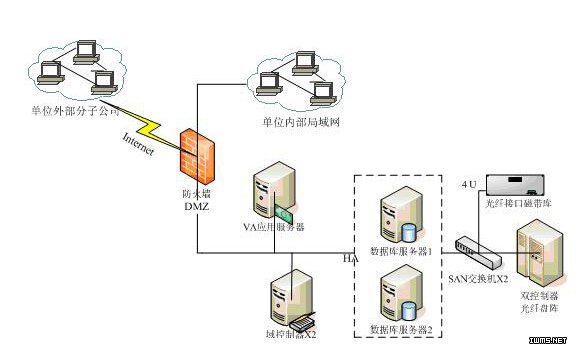 单位外部分子公司
单位内部局域网
Internet
防火墙
DMZ
VA应用服务器
HA
数据库服务器1
数据库服务器2
域控制器X2
4 U
光纤接口磁带库
SAN交换机X2
双控制器
光纤盘阵
ITWMS.NET